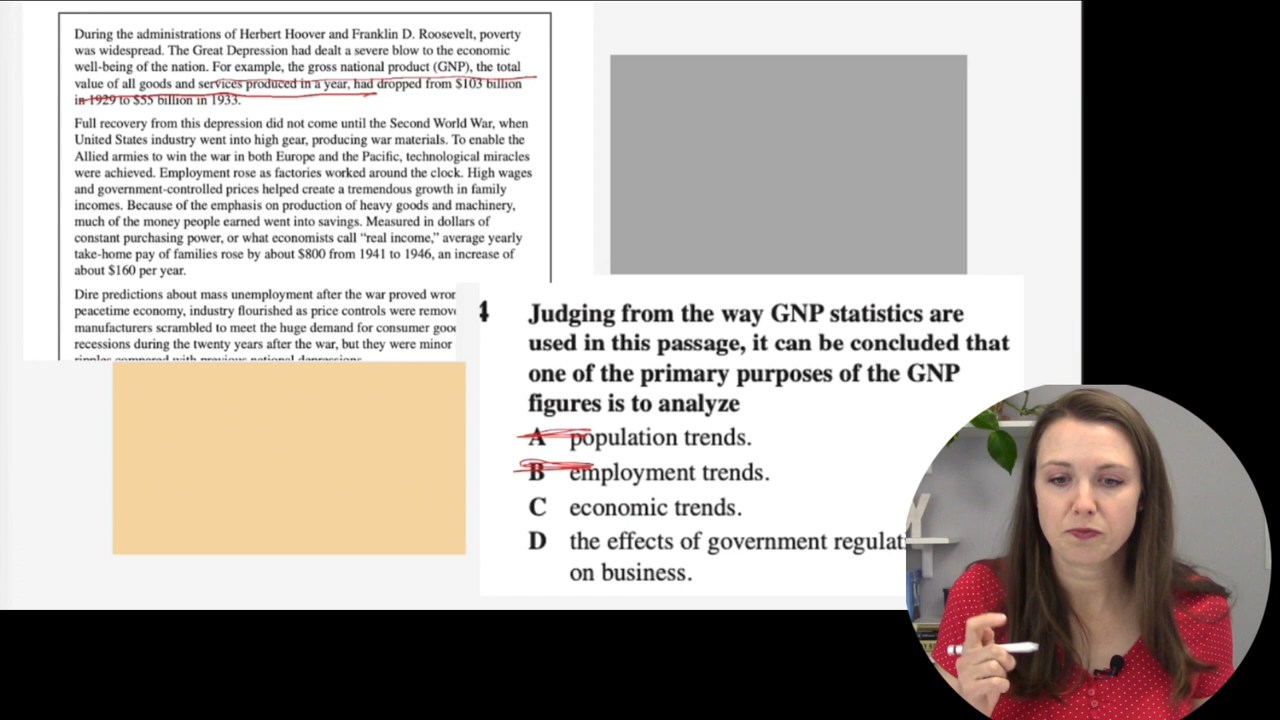 During the administrations of Herbert Hoover and Franklin D. Roosevelt, poverty
was widespread. The Great Depression had dealt a severe blow to the economic
well-being of the nation. For example, the gross national product (GNP), the total
value of all goods and services produced in a year, had dropped from $103 billion
in 1929 to $55 billion in 1933.
Full recovery from this depression did not come until the Second World War, when
United States industry went into high gear, producing war materials. To enable the
Allied armies to win the war in both Europe and the Pacific, technological miracles
were achieved. Employment rose as factories worked around the clock. High wages
and government-controlled prices helped create a tremendous growth in family
incomes. Because of the emphasis on production of heavy goods and machinery,
much of the money people earned went into savings. Measured in dollars of
constant purchasing power, or what economists call “real income,” average yearly
take-home pay of families rose by about $800 from 1941 to 1946, an increase of
about $160 per year.
Dire predictions about mass unemployment after the war proved
peacetime economy, industry flourished as price controls were
manufacturers scrambled to meet the huge demand for consumer
recessions during the twenty years after the war, but they were minor
4 Judging from the way GNP statistics are
used in this passage, it can be concluded that
one of the primary purposes of the GNP
figures is to analyze
A population trends.
B employment trends.
C economic trends.
D the effects of government
on business.